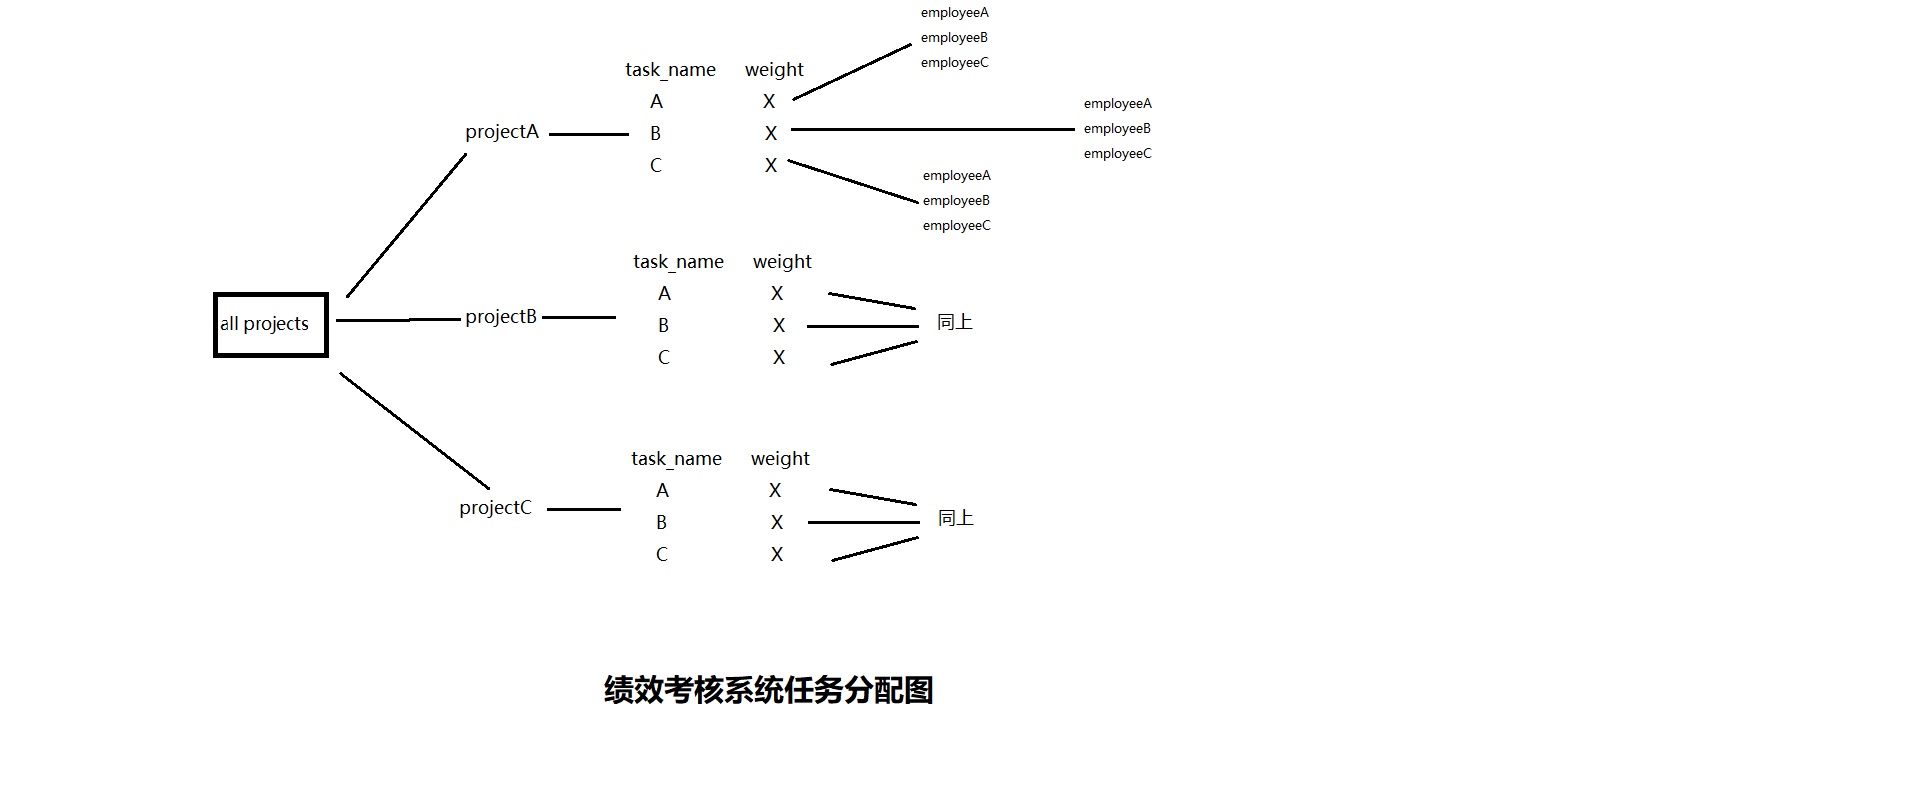 employeeA
employeeB
employeeC
task_name weight
A X
B X
C X
employeeA
employeeB
employeeC
projectA
employeeA
employeeB
employeeC
task_name weight
A X
B X
C X
同上
all projects
projectB
task_name weight
A X
B X
C X
同上
projectC
绩效考核系统任务分配图